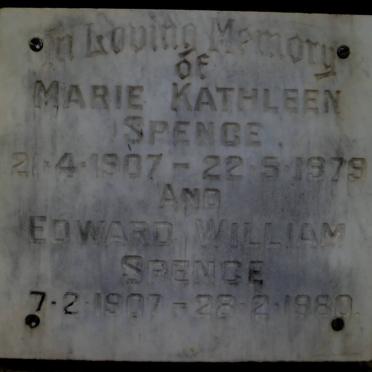 In Loving Memory
of
MARIE KATHLEEN
SPENCE
21·4·1907 – 22·5·1979
AND
EDWARD WILLIAM
SPENCE
7·2·1907 – 28·2·1980.